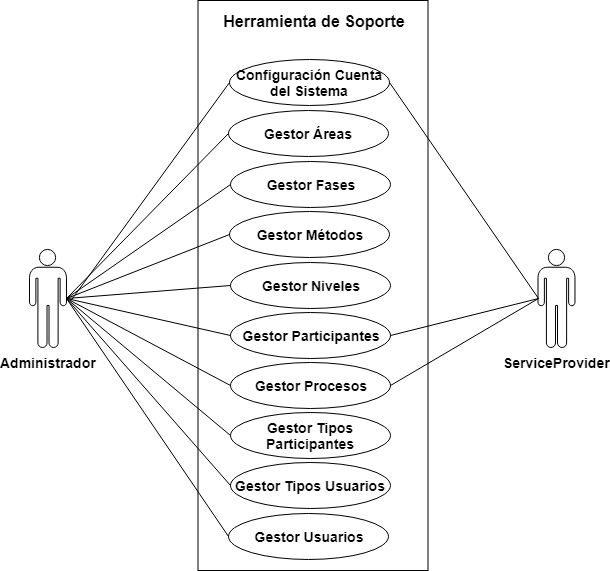 Herramienta de Soporte
Configuración Cuenta
del Sistema
Gestor Áreas
Gestor Fases
Gestor Métodos
Gestor Niveles
Gestor Participantes
Administrador
ServiceProvider
Gestor Procesos
Gestor Tipos
Participantes
Gestor Tipos Usuarios
Gestor Usuarios